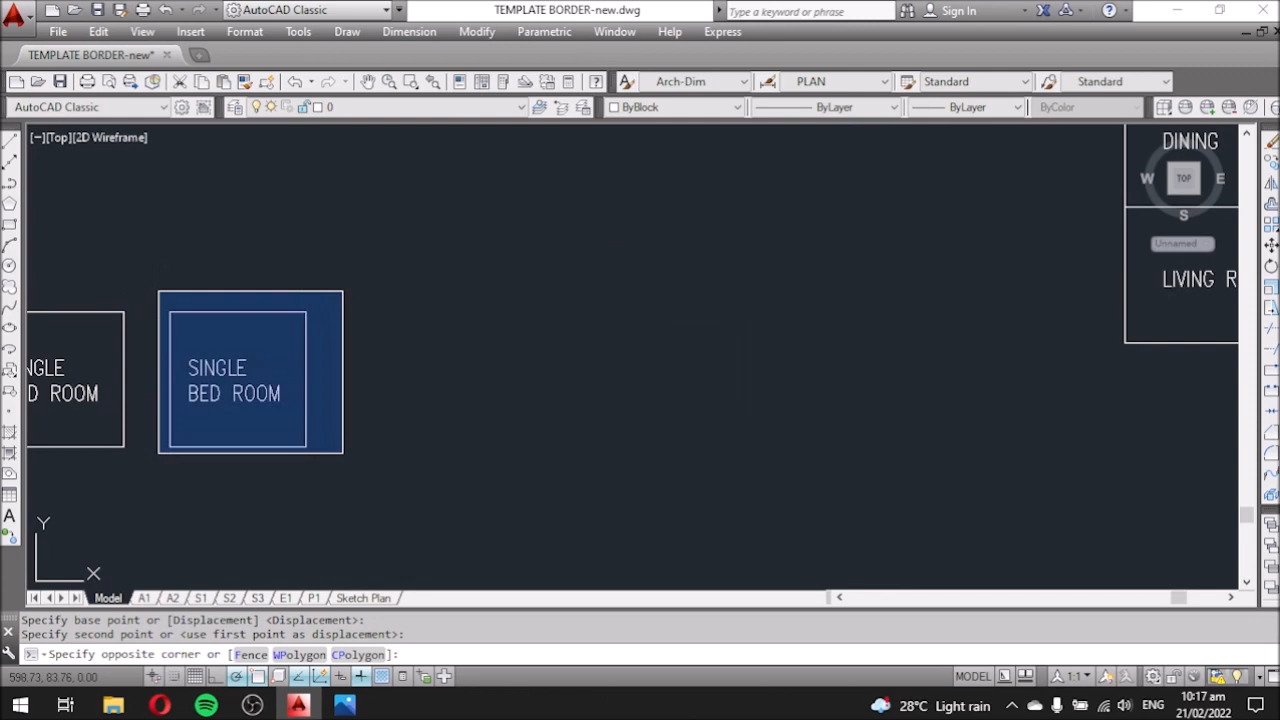 AutoCAD Classic
TEMPLATE BORDER-new.dwg
Type a keyword or phrase
Sign In
File Edit View Insert Format Tools Draw Dimension Modify Parametric Window Help Express
TEMPLATE BORDER-new*
Arch-Dim
PLAN
Standard
Standard
AutoCAD Classic
0
ByBlock
ByLayer
ByLayer
ByColor
[−][Top][2D Wireframe]
DINING
W TOP E
S
Unnamed ...
LIVING R
NGLE
D ROOM
SINGLE
BED ROOM
Y
X
Model A1 A2 S1 S2 S3 E1 P1 Sketch Plan
Specify base point or [Displacement] <Displacement>:
Specify second point or <use first point as displacement>:
Specify opposite corner or [Fence WPolygon CPolygon]:
598.73, 83.76, 0.00
MODEL
1:1
28°C Light rain
ENG
10:17 am
21/02/2022